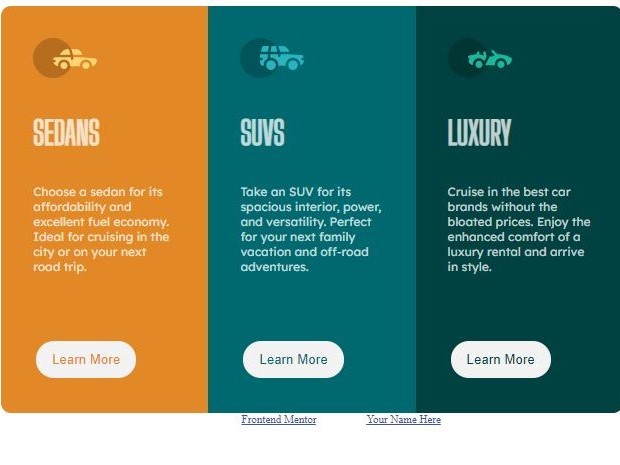 SEDANS
Choose a sedan for its
affordability and
excellent fuel economy.
Ideal for cruising in the
city or on your next
road trip.
Learn More
SUVS
Take an SUV for its
spacious interior, power,
and versatility. Perfect
for your next family
vacation and off-road
adventures.
Learn More
LUXURY
Cruise in the best car
brands without the
bloated prices. Enjoy the
enhanced comfort of a
luxury rental and arrive
in style.
Learn More
Frontend Mentor
Your Name Here